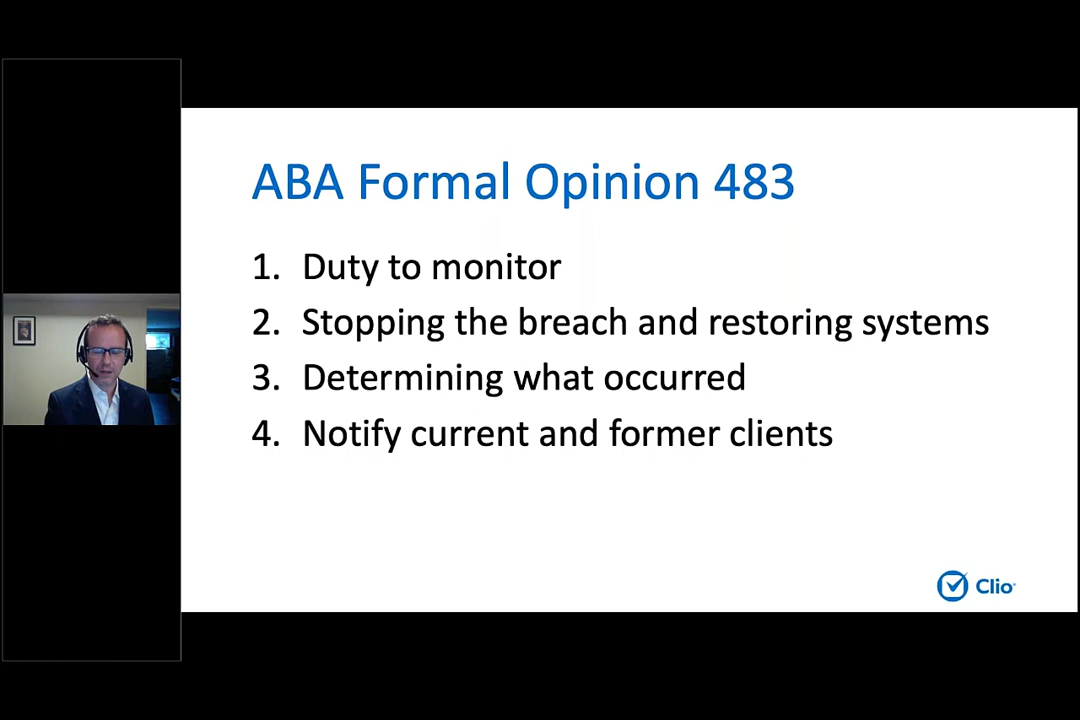 ABA Formal Opinion 483
1. Duty to monitor
2. Stopping the breach and restoring systems
3. Determining what occurred
4. Notify current and former clients
Clio